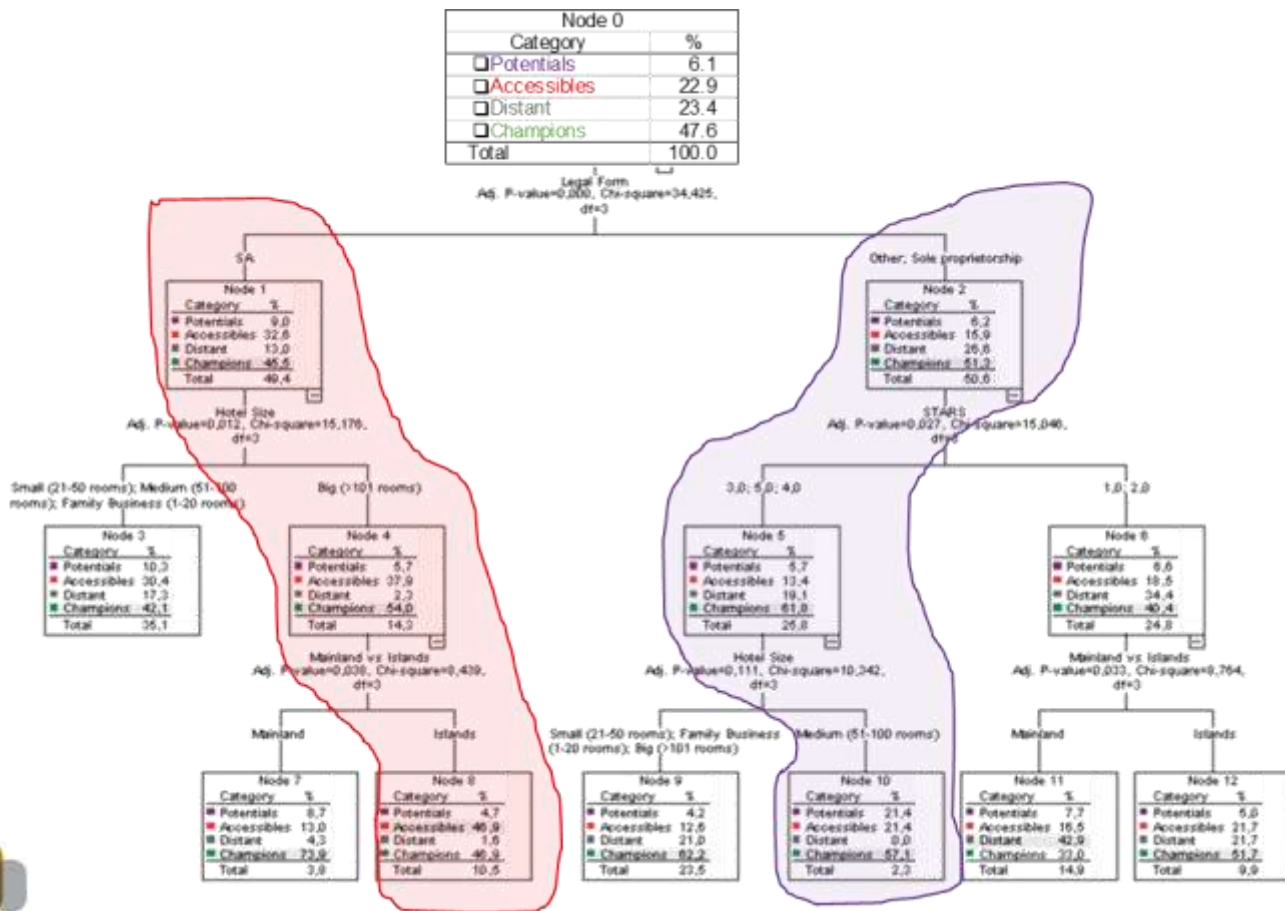 Node 0
Category %
Potentials 6.1
Accessibles 22.9
Distant 23.4
Champions 47.6
Total 100.0
Legal Form
Adj. P-value=0,000, Chi-square=34,425,
df=3
SA
Other; Sole proprietorship
Node 1
Category %
Potentials 9,0
Accessibles 32,6
Distant 13,0
Champions 45,5
Total 49,4
Node 2
Category %
Potentials 6,2
Accessibles 15,9
Distant 26,6
Champions 51,3
Total 50,6
Hotel Size
Adj. P-value=0,012, Chi-square=15,176,
df=3
STARS
Adj. P-value=0,027, Chi-square=15,046,
df=3
Small (21-50 rooms); Medium (51-100
rooms); Family Business (1-20 rooms)
Big (>101 rooms)
3,0; 5,0; 4,0
1,0; 2,0
Node 3
Category %
Potentials 10,3
Accessibles 30,4
Distant 17,3
Champions 42,1
Total 35,1
Node 4
Category %
Potentials 5,7
Accessibles 37,9
Distant 2,3
Champions 54,0
Total 14,3
Node 5
Category %
Potentials 5,7
Accessibles 13,4
Distant 19,1
Champions 61,8
Total 25,8
Node 6
Category %
Potentials 6,6
Accessibles 18,5
Distant 34,4
Champions 40,4
Total 24,8
Mainland vs Islands
Adj. P-value=0,038, Chi-square=8,439,
df=3
Hotel Size
Adj. P-value=0,111, Chi-square=10,342,
df=3
Mainland vs Islands
Adj. P-value=0,033, Chi-square=8,764,
df=3
Mainland
Islands
Small (21-50 rooms); Family Business
(1-20 rooms); Big (>101 rooms)
Medium (51-100 rooms)
Mainland
Islands
Node 7
Category %
Potentials 8,7
Accessibles 13,0
Distant 4,3
Champions 73,9
Total 3,8
Node 8
Category %
Potentials 4,7
Accessibles 46,9
Distant 1,6
Champions 46,9
Total 10,5
Node 9
Category %
Potentials 4,2
Accessibles 12,6
Distant 21,0
Champions 62,2
Total 23,5
Node 10
Category %
Potentials 21,4
Accessibles 21,4
Distant 0,0
Champions 57,1
Total 2,3
Node 11
Category %
Potentials 7,7
Accessibles 16,5
Distant 42,9
Champions 33,0
Total 14,9
Node 12
Category %
Potentials 5,0
Accessibles 21,7
Distant 21,7
Champions 51,7
Total 9,9